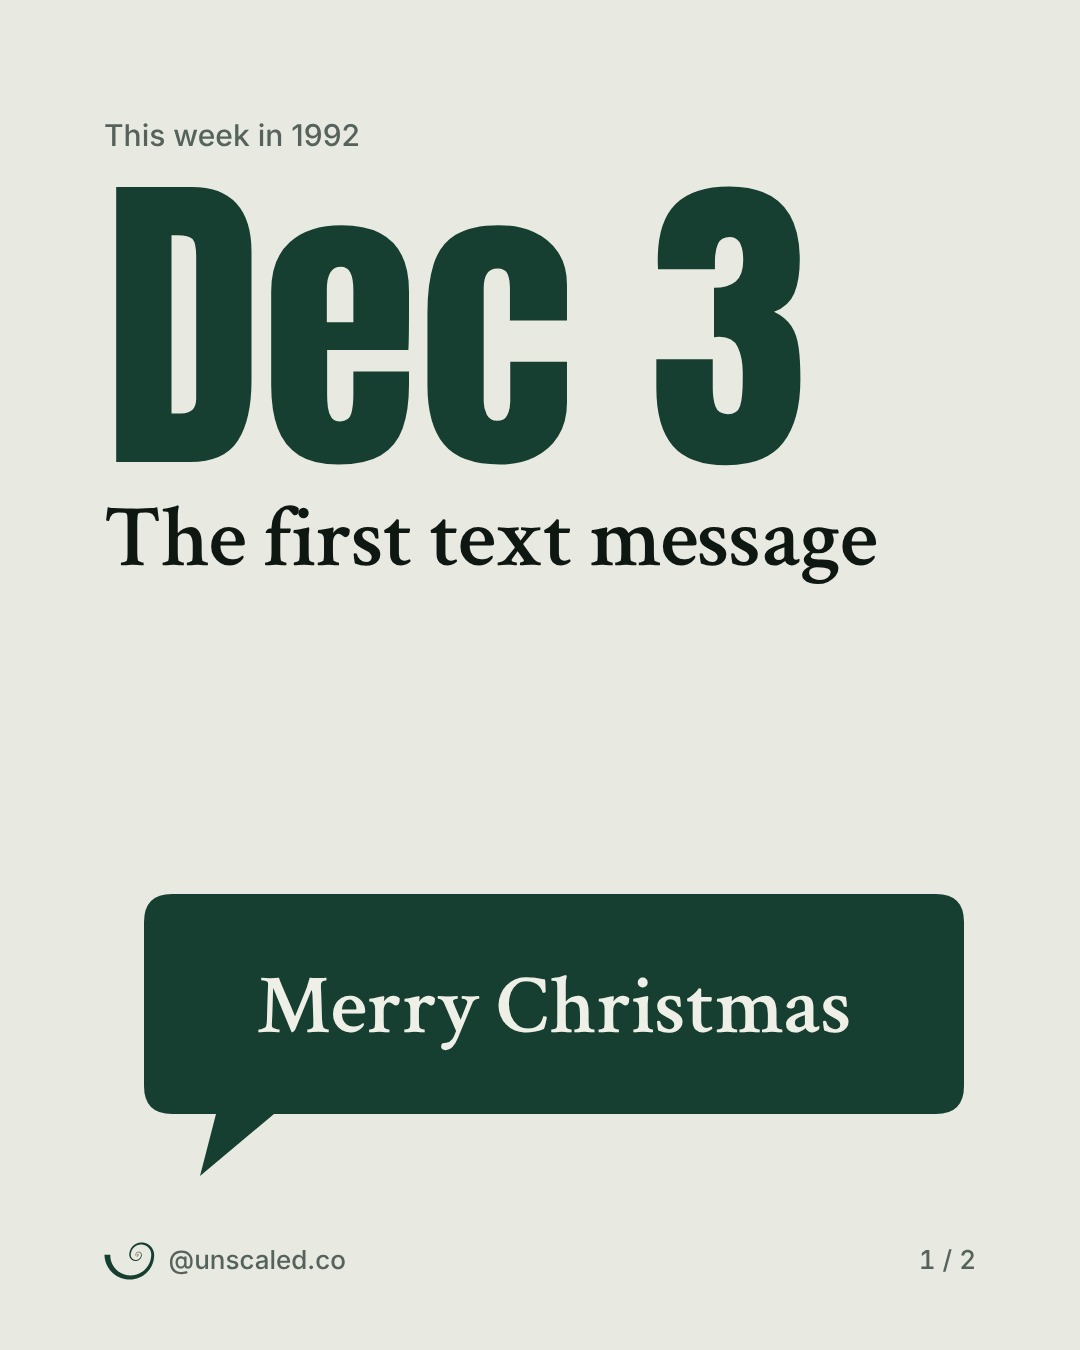 This week in 1992
Dec 3
The first text message
Merry Christmas
@unscaled.co
1 / 2